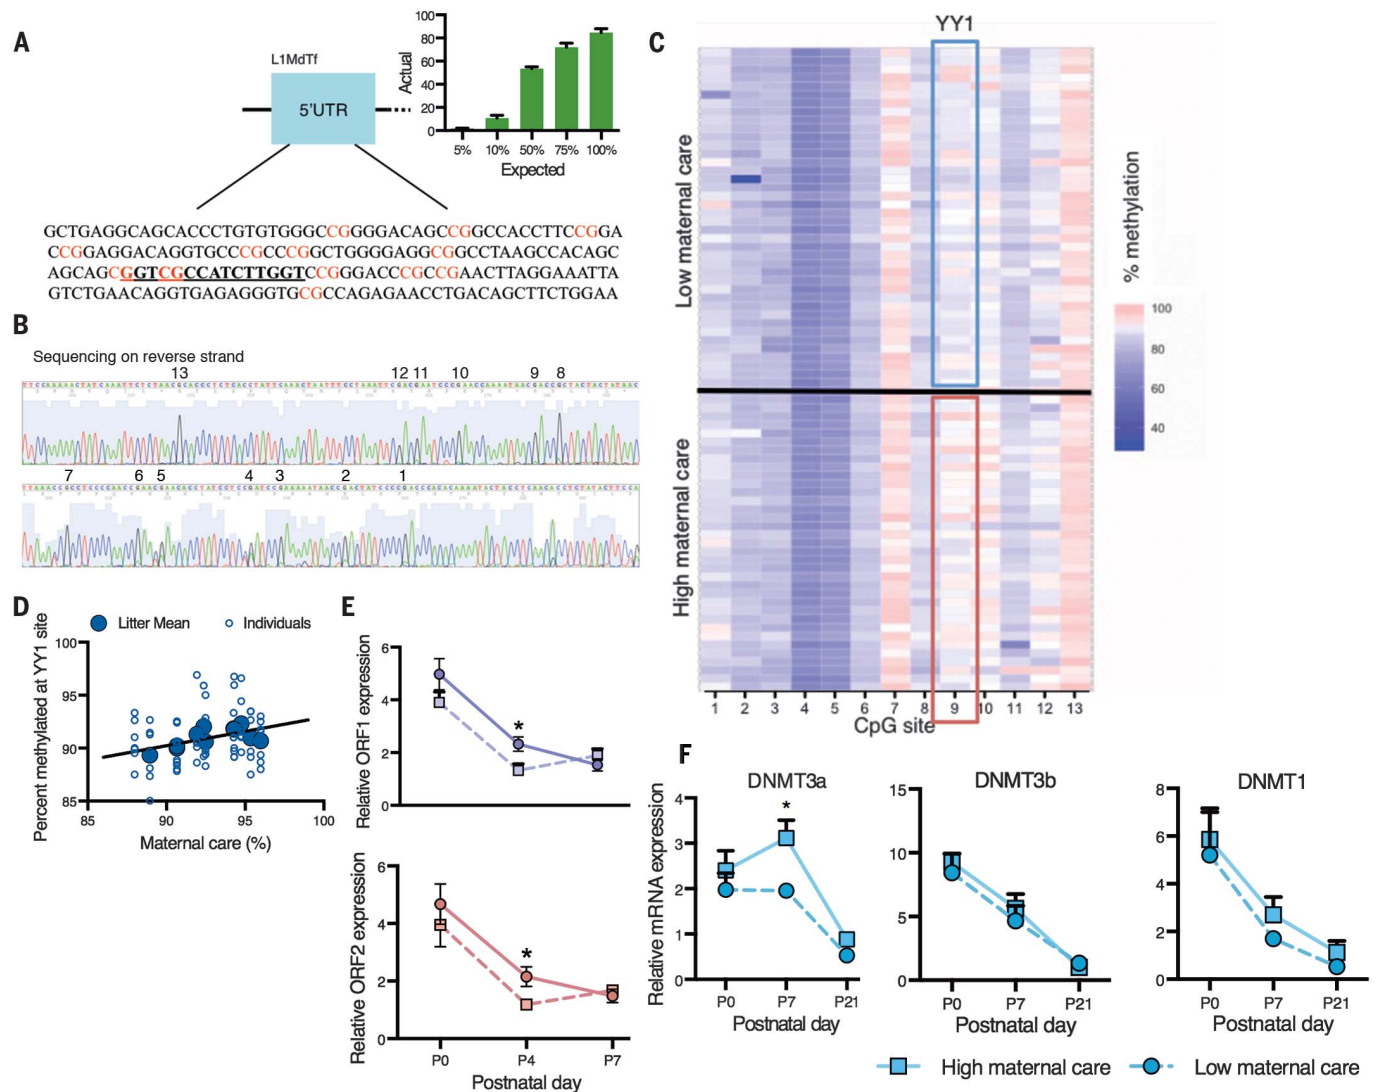 A
L1MdTf
5'UTR
Actual
100
80
60
40
20
0
5% 10% 50% 75% 100%
Expected
GCTGAGGCAGCACCCTGTGTGGGCCGGGGACAGCCGGCCACCTTCCGGA
CCGGAGGACAGGTGCCCGCCCGGCTGGGGAGGCGGCCTAAGCCACAGC
AGCAGCGGGTCGCCATCTTGGTCCGGGACCCGCCGAACTTAGGAAATTA
GTCTGAACAGGTGAGAGGGTGCGCCAGAGAACCTGACAGCTTCTGGAA
B
Sequencing on reverse strand
13 12 11 10 9 8
7 6 5 4 3 2 1
C
YY1
Low maternal care
High maternal care
1 2 3 4 5 6 7 8 9 10 11 12 13
CpG site
% methylation
100
80
60
40
D
Litter Mean
Individuals
Percent methylated at YY1 site
100
95
90
85
85 90 95 100
Maternal care (%)
E
Relative ORF1 expression
6
4
2
0
*
Relative ORF2 expression
6
4
2
0
*
P0 P4 P7
Postnatal day
F
Relative mRNA expression
DNMT3a
4
3
2
1
0
*
P0 P7 P21
Postnatal day
DNMT3b
15
10
5
0
P0 P7 P21
Postnatal day
DNMT1
8
6
4
2
0
P0 P7 P21
Postnatal day
High maternal care
Low maternal care